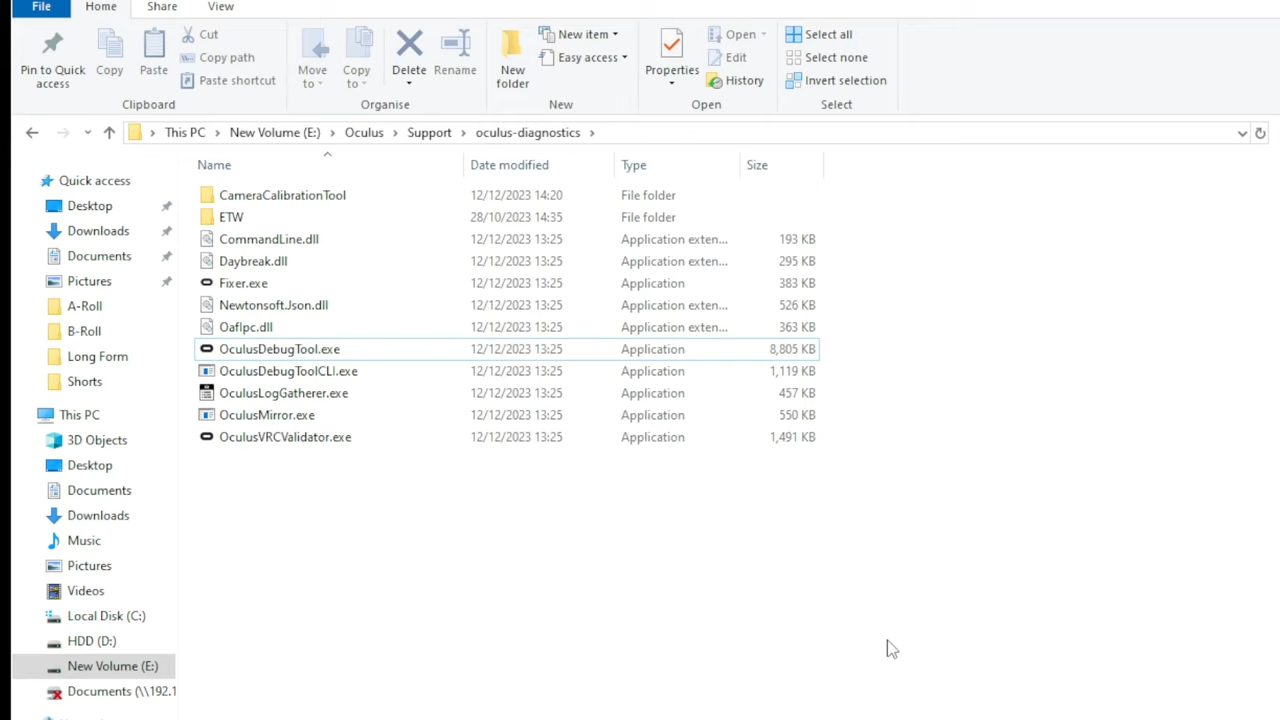 File Home Share View
Pin to Quick access
Copy
Paste
Cut
Copy path
Paste shortcut
Clipboard
Move to
Copy to
Delete
Rename
Organise
New folder
New item
Easy access
New
Properties
Open
Edit
History
Open
Select all
Select none
Invert selection
Select
This PC > New Volume (E:) > Oculus > Support > oculus-diagnostics >
Quick access
Desktop
Downloads
Documents
Pictures
A-Roll
B-Roll
Long Form
Shorts
This PC
3D Objects
Desktop
Documents
Downloads
Music
Pictures
Videos
Local Disk (C:)
HDD (D:)
New Volume (E:)
Documents (\\192.1
Name Date modified Type Size
CameraCalibrationTool 12/12/2023 14:20 File folder
ETW 28/10/2023 14:35 File folder
CommandLine.dll 12/12/2023 13:25 Application exten... 193 KB
Daybreak.dll 12/12/2023 13:25 Application exten... 295 KB
Fixer.exe 12/12/2023 13:25 Application 383 KB
Newtonsoft.Json.dll 12/12/2023 13:25 Application exten... 526 KB
OafIpc.dll 12/12/2023 13:25 Application exten... 363 KB
OculusDebugTool.exe 12/12/2023 13:25 Application 8,805 KB
OculusDebugToolCLI.exe 12/12/2023 13:25 Application 1,119 KB
OculusLogGatherer.exe 12/12/2023 13:25 Application 457 KB
OculusMirror.exe 12/12/2023 13:25 Application 550 KB
OculusVRCValidator.exe 12/12/2023 13:25 Application 1,491 KB